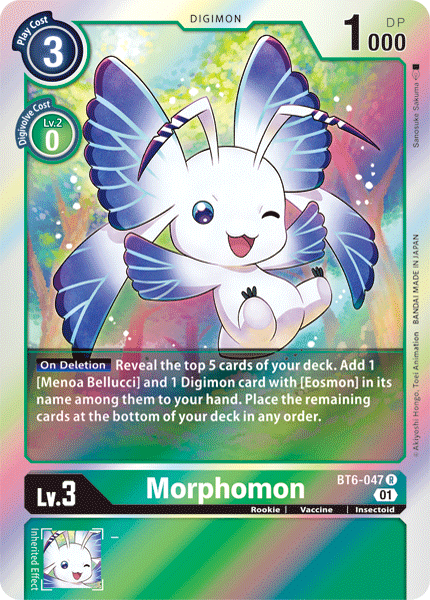 DIGIMON
Play Cost
3
DP
1000
Digivolve Cost
Lv.2
0
Sanosuke Sakuma
©Akiyoshi Hongo, Toei Animation BANDAI MADE IN JAPAN
On Deletion Reveal the top 5 cards of your deck. Add 1
[Menoa Bellucci] and 1 Digimon card with [Eosmon] in its
name among them to your hand. Place the remaining
cards at the bottom of your deck in any order.
Lv.3
Morphomon
BT6-047 R
01
Rookie | Vaccine | Insectoid
Inherited Effect
–